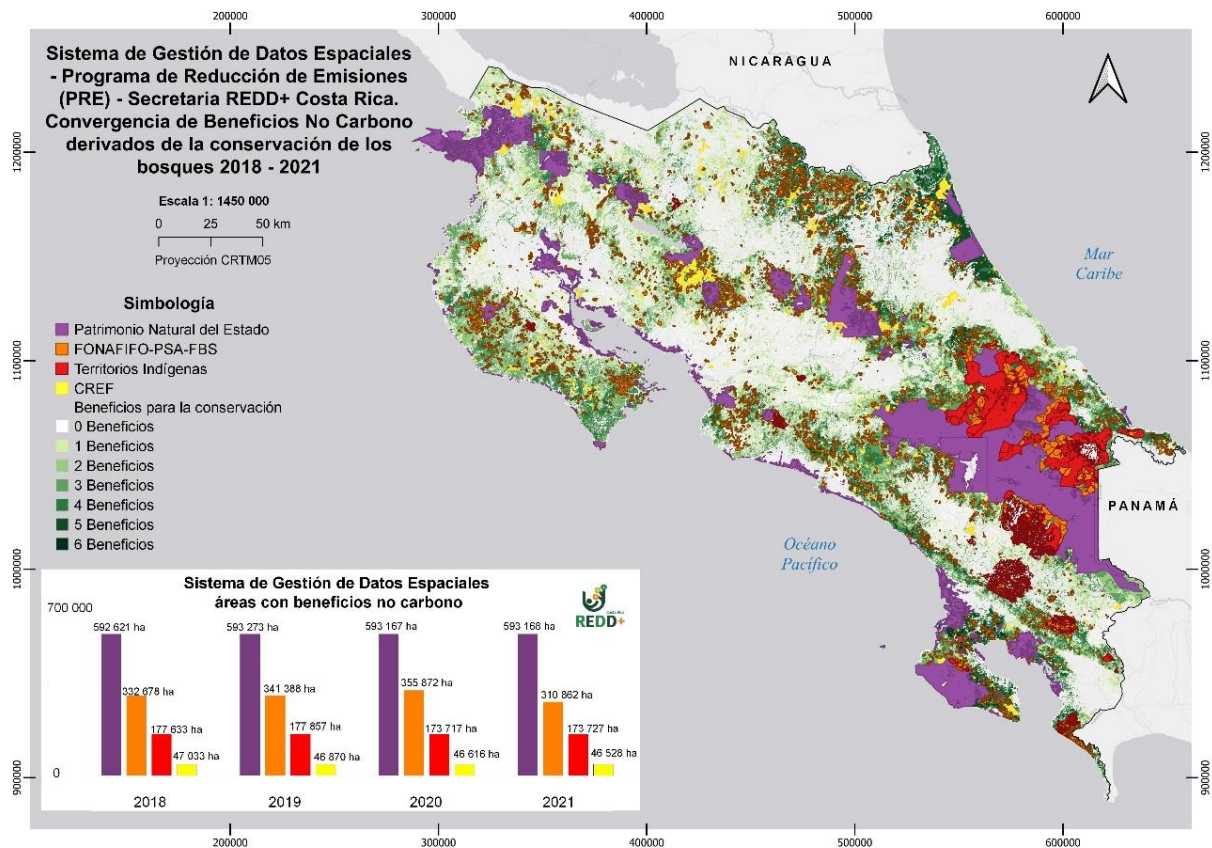 200000
300000
400000
500000
600000
Sistema de Gestión de Datos Espaciales
- Programa de Reducción de Emisiones
(PRE) - Secretaria REDD+ Costa Rica.
Convergencia de Beneficios No Carbono
derivados de la conservación de los
bosques 2018 - 2021
Escala 1: 1450 000
0 25 50 km
Proyección CRTM05
NICARAGUA
Mar
Caribe
PANAMÁ
Océano
Pacífico
Simbología
Patrimonio Natural del Estado
FONAFIFO-PSA-FBS
Territorios Indígenas
CREF
Beneficios para la conservación
0 Beneficios
1 Beneficios
2 Beneficios
3 Beneficios
4 Beneficios
5 Beneficios
6 Beneficios
1200000
1100000
1000000
900000
1200000
1100000
1000000
900000
Sistema de Gestión de Datos Espaciales
áreas con beneficios no carbono
REDD+
700 000
0
592 621 ha
332 678 ha
177 633 ha
47 033 ha
593 273 ha
341 388 ha
177 857 ha
46 870 ha
593 167 ha
355 872 ha
173 717 ha
46 616 ha
593 168 ha
310 862 ha
173 727 ha
46 528 ha
2018
2019
2020
2021
200000
300000
400000
500000
600000